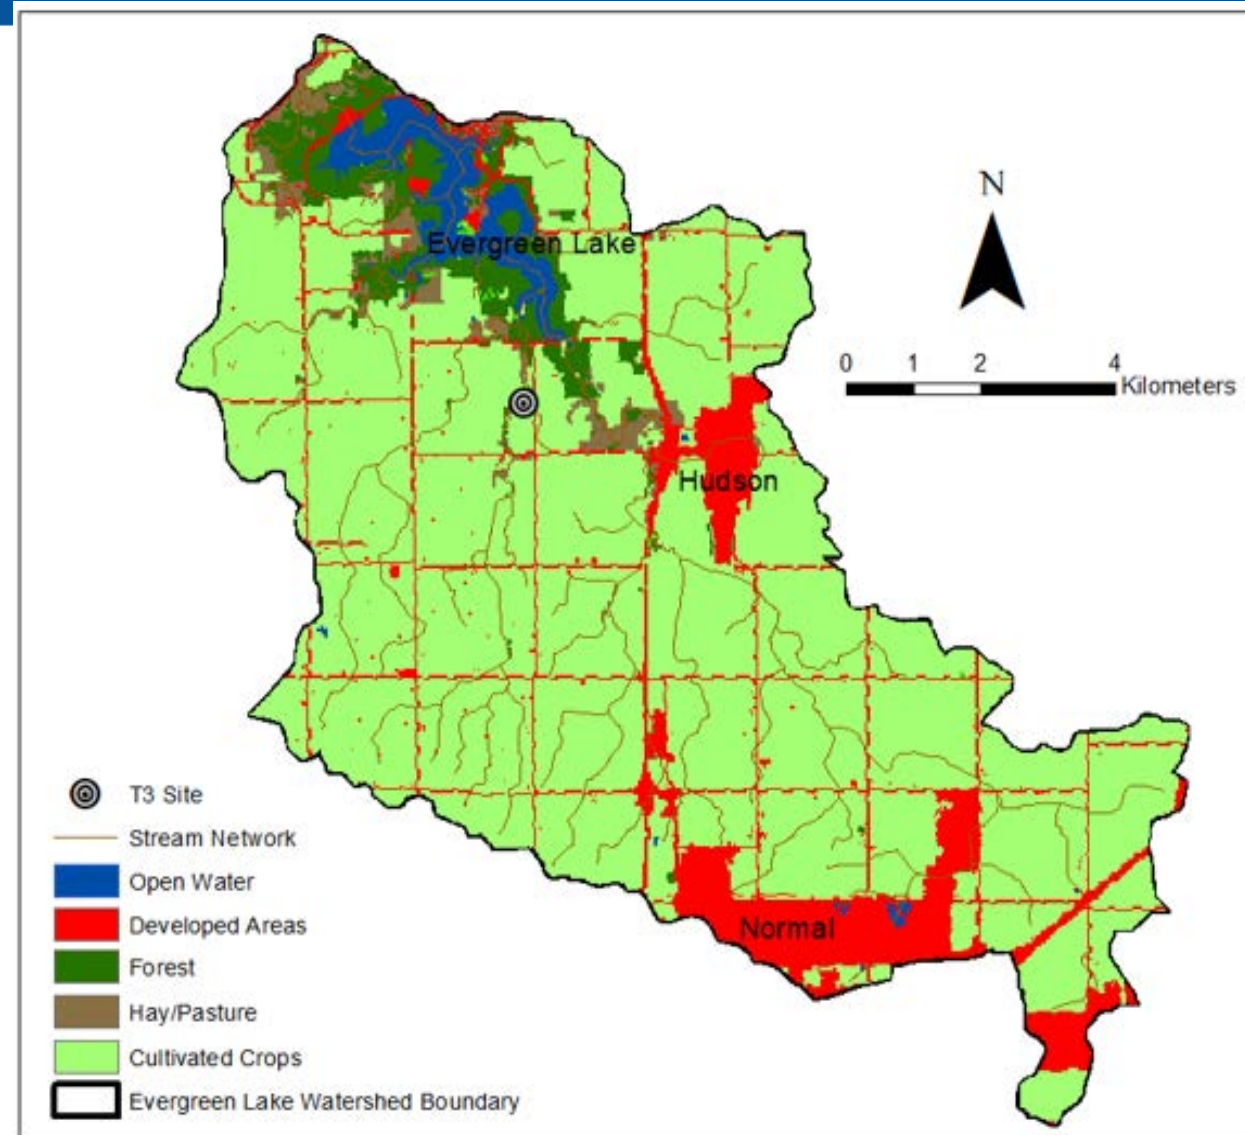 N
Evergreen Lake
0 1 2 4
Kilometers
Hudson
T3 Site
Stream Network
Open Water
Developed Areas
Normal
Forest
Hay/Pasture
Cultivated Crops
Evergreen Lake Watershed Boundary